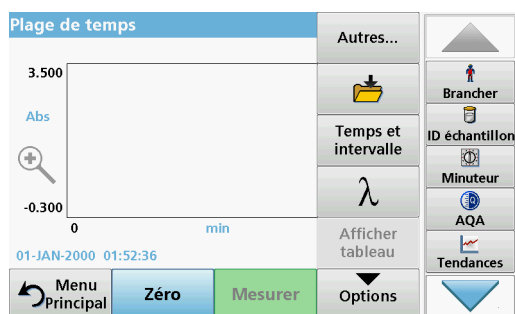 Plage de temps
3.500
Abs
-0.300
0
min
01-JAN-2000 01:52:36
Autres...
Temps et
intervalle
λ
Afficher
tableau
Menu
Principal
Zéro
Mesurer
Options
Brancher
ID échantillon
Minuteur
AQA
Tendances